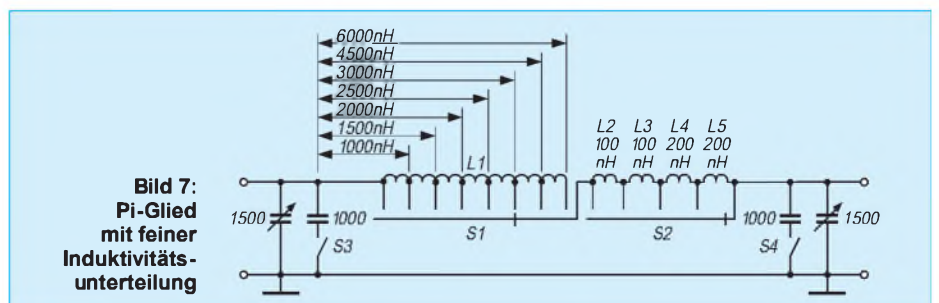 6000nH
4500nH
3000nH
2500nH
2000nH
1500nH
1000nH
L1
L2 L3 L4 L5
100 100 200 200
nH nH nH nH
Bild 7:
Pi-Glied
mit feiner
Induktivitäts-
unterteilung
1500 1000 S3 S1 S2 1000 S4 1500